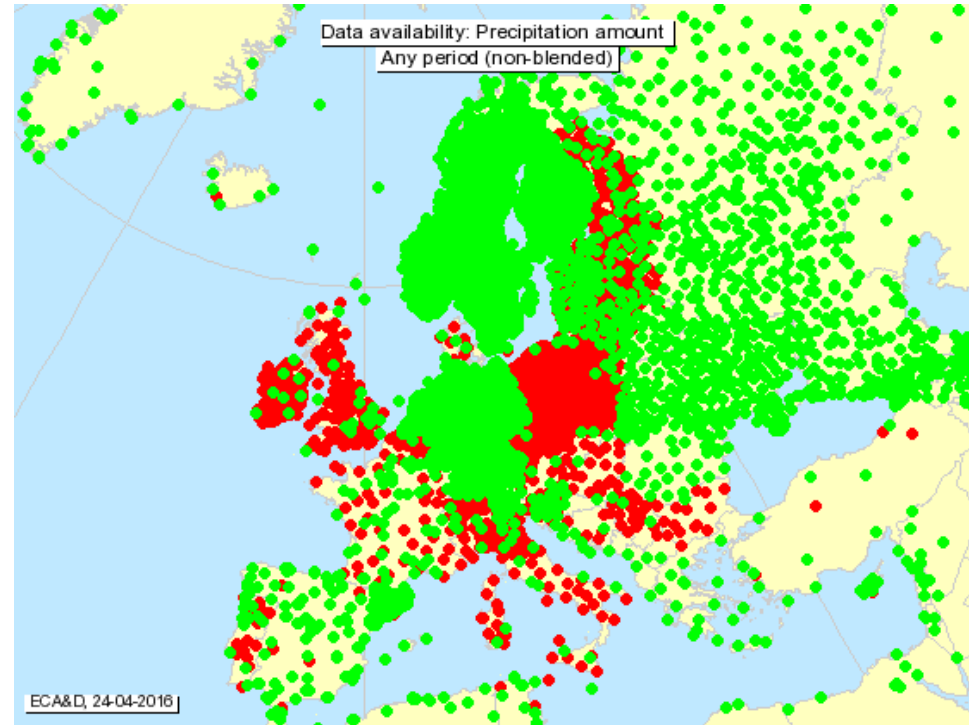 Data availability: Precipitation amount
Any period (non-blended)
ECA&D, 24-04-2016